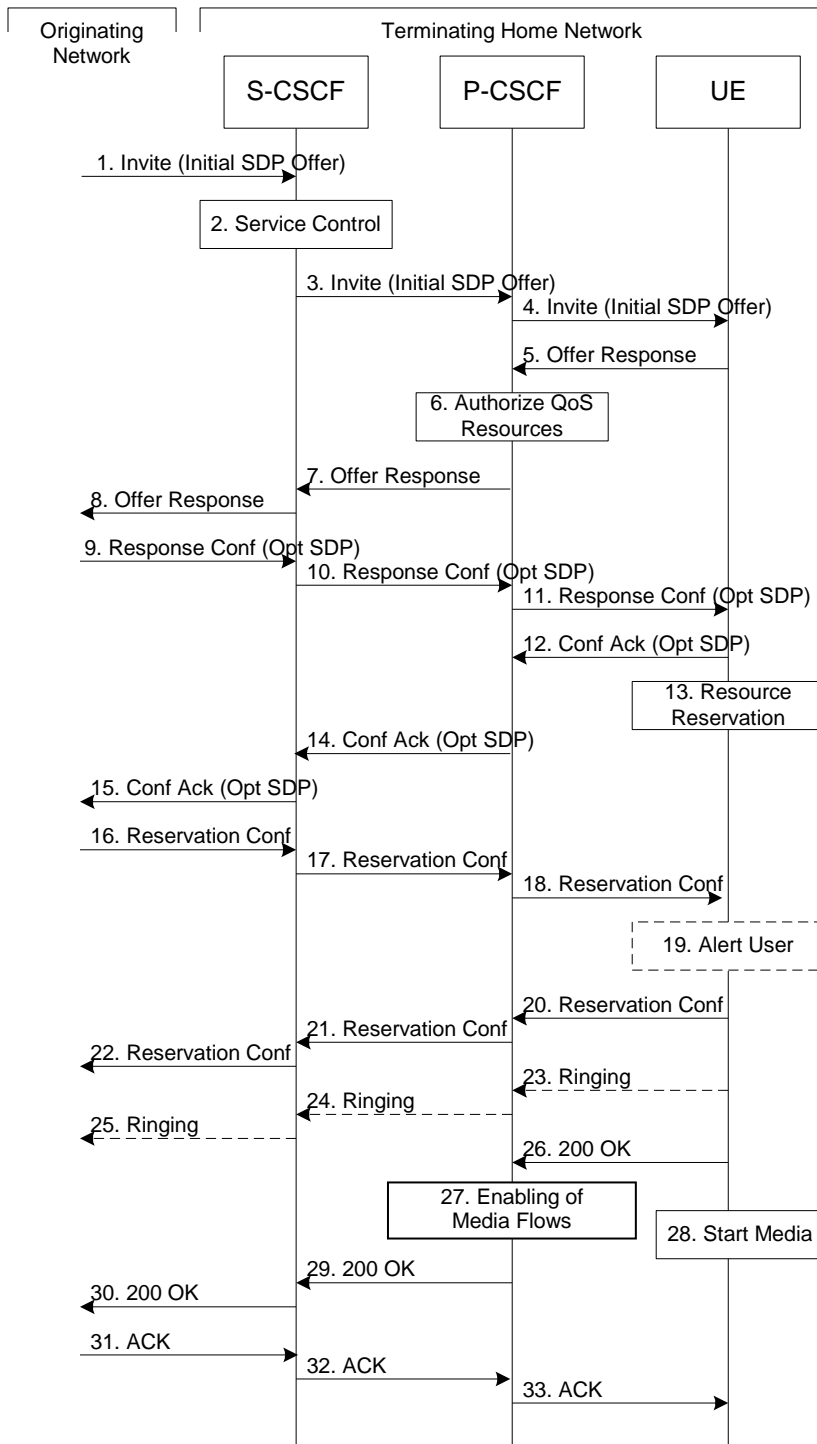 Originating
Network
Terminating Home Network
S-CSCF
P-CSCF
UE
1. Invite (Initial SDP Offer)
2. Service Control
3. Invite (Initial SDP Offer)
4. Invite (Initial SDP Offer)
5. Offer Response
6. Authorize QoS
Resources
7. Offer Response
8. Offer Response
9. Response Conf (Opt SDP)
10. Response Conf (Opt SDP)
11. Response Conf (Opt SDP)
12. Conf Ack (Opt SDP)
13. Resource
Reservation
14. Conf Ack (Opt SDP)
15. Conf Ack (Opt SDP)
16. Reservation Conf
17. Reservation Conf
18. Reservation Conf
19. Alert User
20. Reservation Conf
21. Reservation Conf
22. Reservation Conf
23. Ringing
24. Ringing
25. Ringing
26. 200 OK
27. Enabling of
Media Flows
28. Start Media
29. 200 OK
30. 200 OK
31. ACK
32. ACK
33. ACK